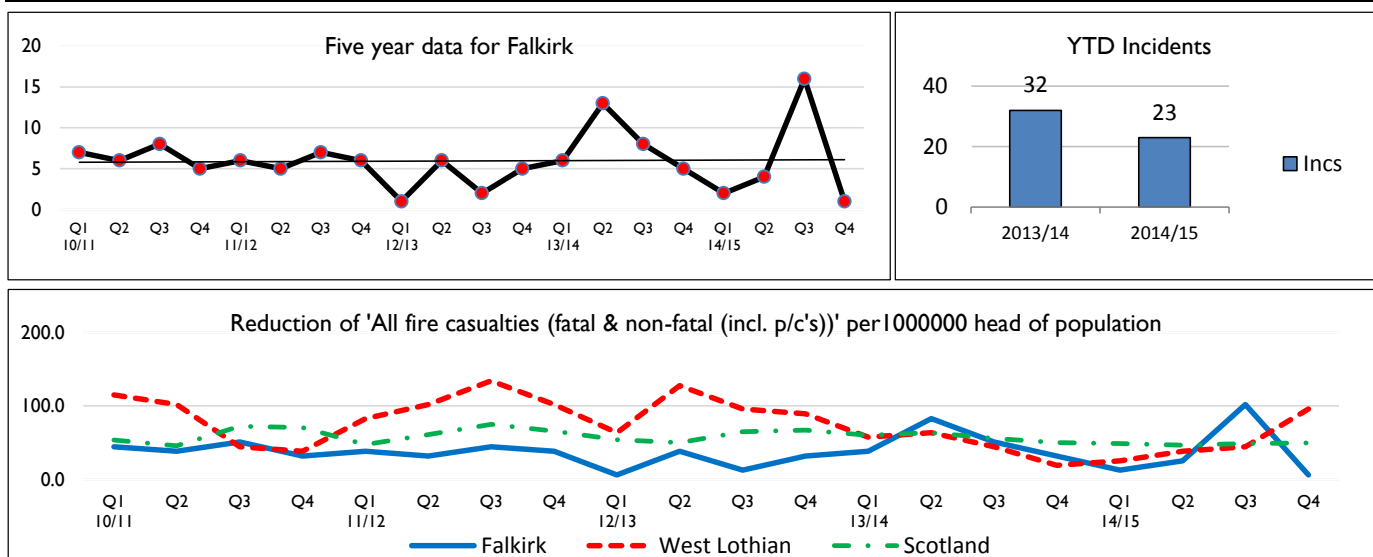 Five year data for Falkirk
20
15
10
5
0
Q1 Q2 Q3 Q4 Q1 Q2 Q3 Q4 Q1 Q2 Q3 Q4 Q1 Q2 Q3 Q4 Q1 Q2 Q3 Q4
10/11 11/12 12/13 13/14 14/15
YTD Incidents
40
20
0
32
23
Incs
2013/14 2014/15
Reduction of 'All fire casualties (fatal & non-fatal (incl. p/c's))' per1000000 head of population
200.0
100.0
0.0
Q1 Q2 Q3 Q4 Q1 Q2 Q3 Q4 Q1 Q2 Q3 Q4 Q1 Q2 Q3 Q4 Q1 Q2 Q3 Q4
10/11 11/12 12/13 13/14 14/15
Falkirk West Lothian Scotland